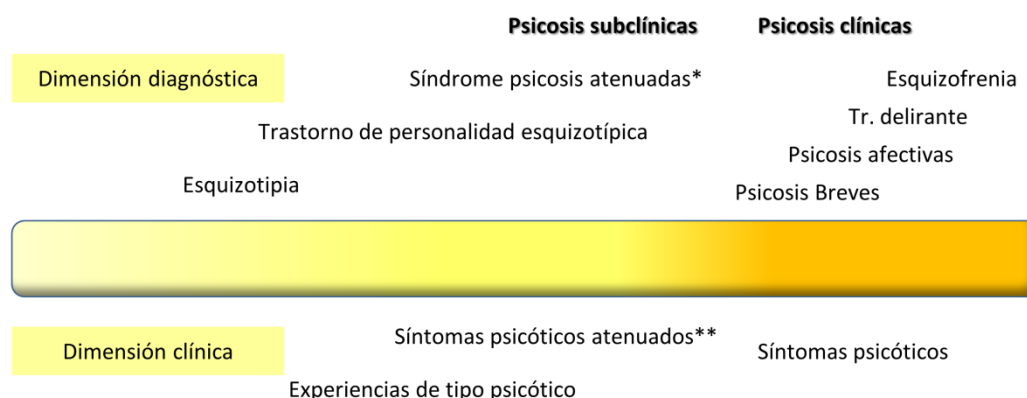 Psicosis subclínicas Psicosis clínicas
Dimensión diagnóstica Síndrome psicosis atenuadas* Esquizofrenia
Tr. delirante
Trastorno de personalidad esquizotípica
Psicosis afectivas
Esquizotipia Psicosis Breves
Dimensión clínica Síntomas psicóticos atenuados** Síntomas psicóticos
Experiencias de tipo psicótico